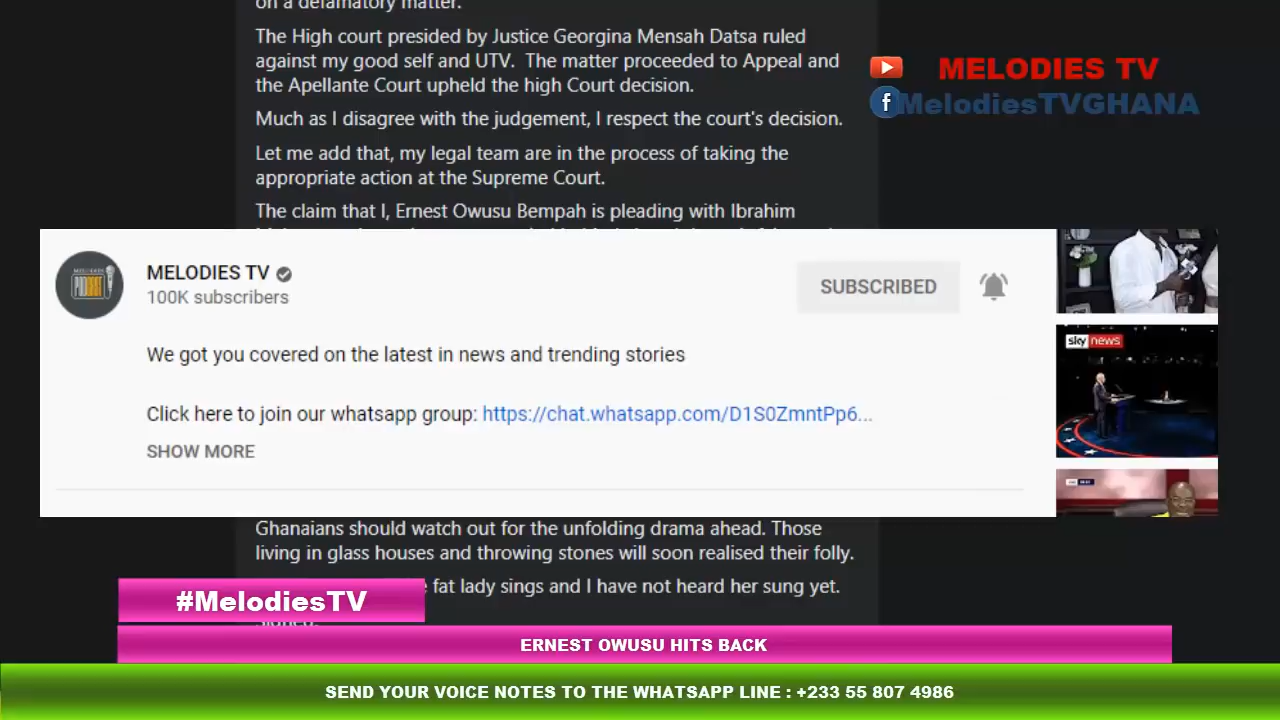 on a defamatory matter.
The High court presided by Justice Georgina Mensah Datsa ruled
against my good self and UTV. The matter proceeded to Appeal and
the Apellante Court upheld the high Court decision.
Much as I disagree with the judgement, I respect the court's decision.
Let me add that, my legal team are in the process of taking the
appropriate action at the Supreme Court.
The claim that I, Ernest Owusu Bempah is pleading with Ibrahim
MELODIES TV
MelodiesTVGHANA
MELODIES TV
100K subscribers
SUBSCRIBED
We got you covered on the latest in news and trending stories
Click here to join our whatsapp group: https://chat.whatsapp.com/D1S0ZmntPp6...
SHOW MORE
sky news
Ghanaians should watch out for the unfolding drama ahead. Those
living in glass houses and throwing stones will soon realised their folly.
fat lady sings and I have not heard her sung yet.
#MelodiesTV
ERNEST OWUSU HITS BACK
SEND YOUR VOICE NOTES TO THE WHATSAPP LINE : +233 55 807 4986